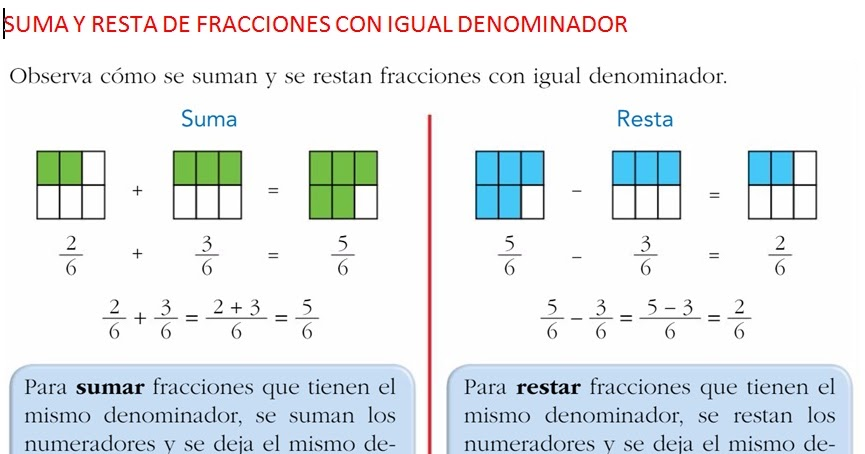 SUMA Y RESTA DE FRACCIONES CON IGUAL DENOMINADOR
Observa cómo se suman y se restan fracciones con igual denominador.
Suma
+ =
2/6 + 3/6 = 5/6
2/6 + 3/6 = 2 + 3/6 = 5/6
Para sumar fracciones que tienen el
mismo denominador, se suman los
numeradores y se deja el mismo de-
Resta
− =
5/6 − 3/6 = 2/6
5/6 − 3/6 = 5 − 3/6 = 2/6
Para restar fracciones que tienen el
mismo denominador, se restan los
numeradores y se deja el mismo de-